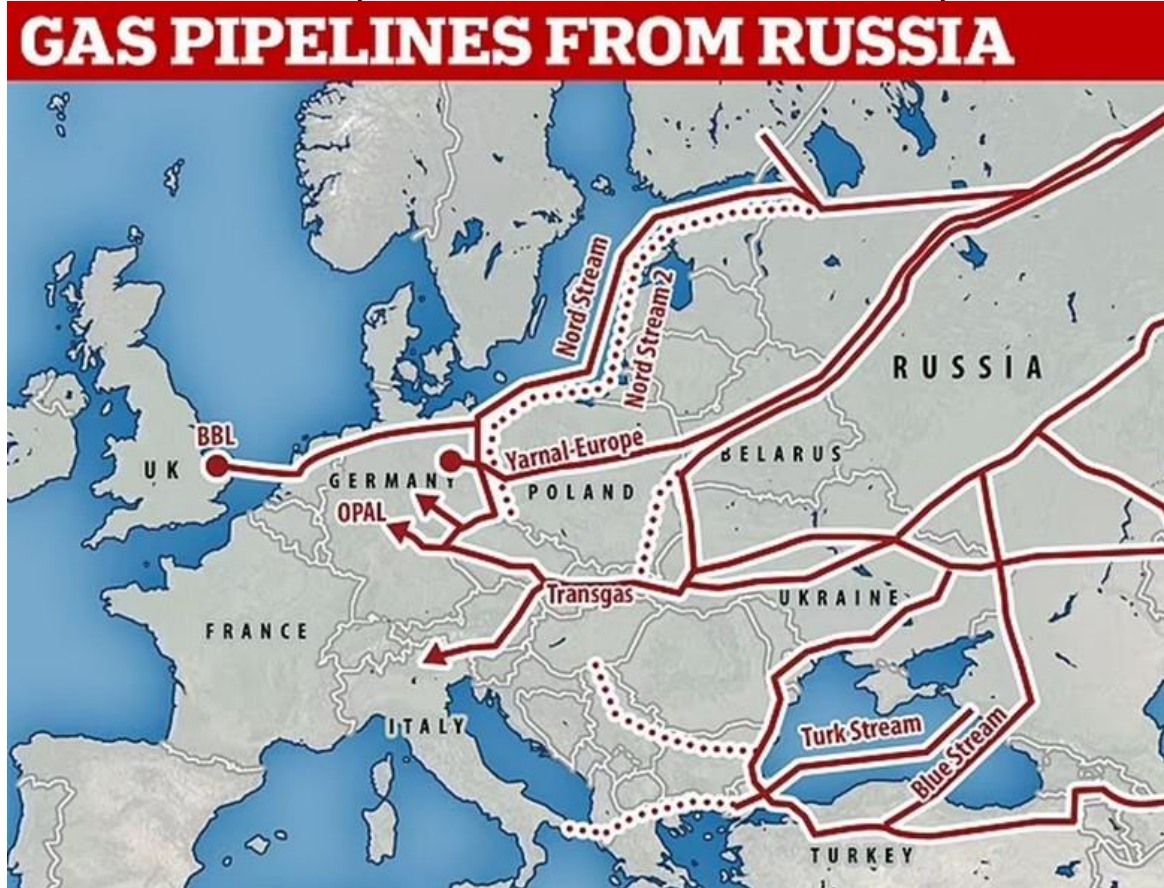 GAS PIPELINES FROM RUSSIA
Nord Stream
Nord Stream 2
RUSSIA
BBL
UK
GERMANY
Yarnal-Europe
BELARUS
POLAND
OPAL
Transgas
UKRAINE
FRANCE
ITALY
Turk Stream
Blue Stream
TURKEY